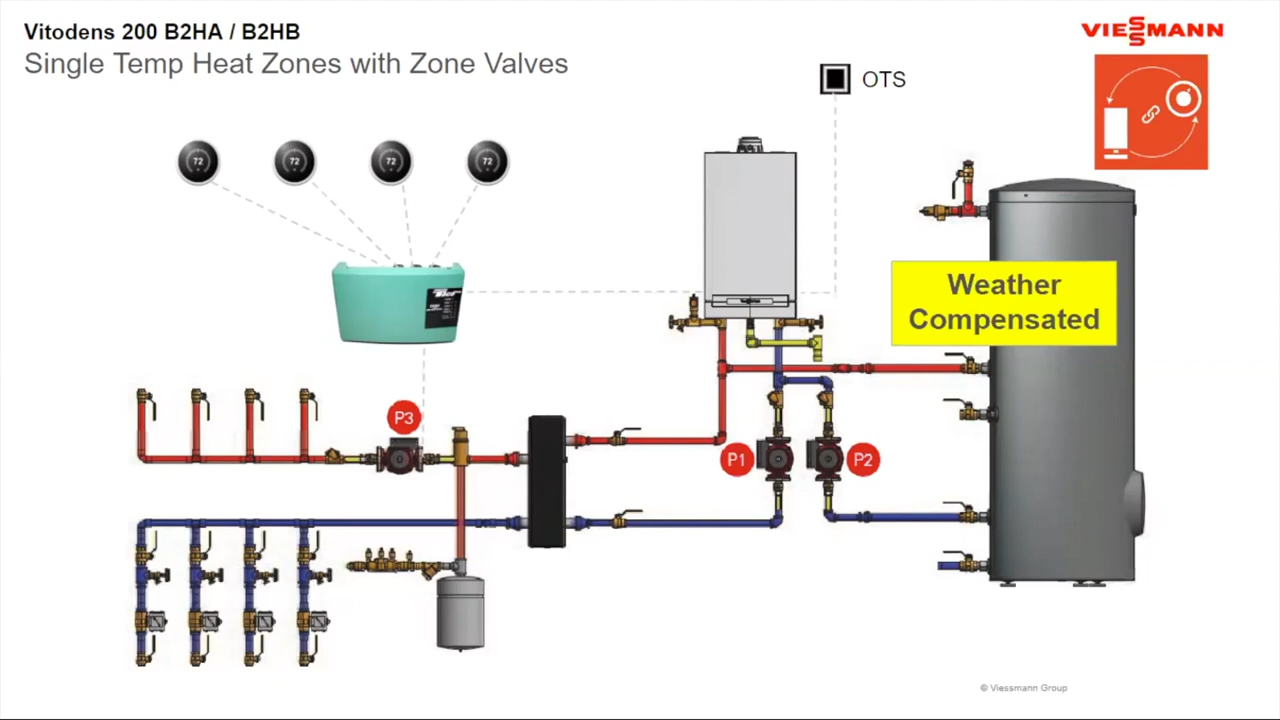 Vitodens 200 B2HA / B2HB
Single Temp Heat Zones with Zone Valves
VIESSMANN
OTS
72
72
72
72
Weather
Compensated
Taco
P3
P1
P2
© Viessmann Group